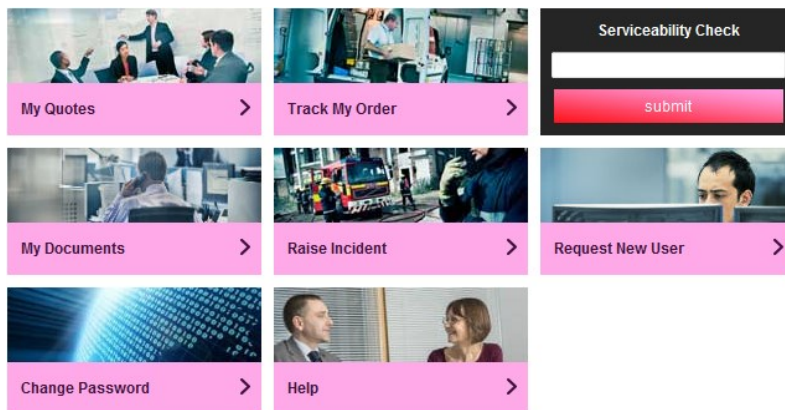 My Quotes
Track My Order
Serviceability Check
submit
My Documents
Raise Incident
Request New User
Change Password
Help